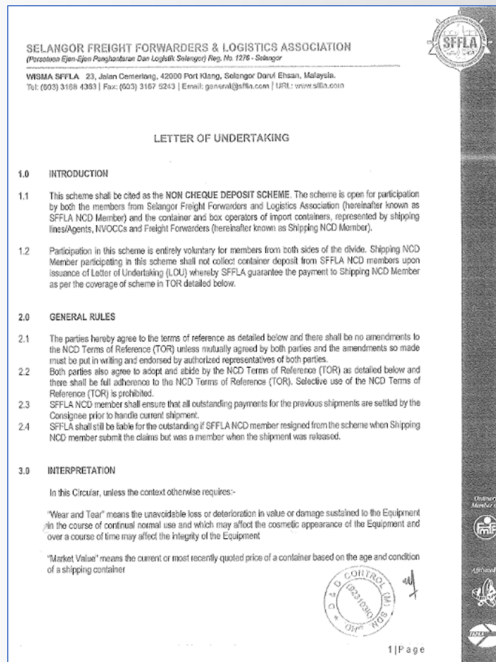 SFFLA
SELANGOR FREIGHT FORWARDERS & LOGISTICS ASSOCIATION
(Persatuan Ejen-Ejen Penghantaran Dan Logistik Selangor) Reg. No. 1276 - Selangor
WISMA SFFLA 23, Jalan Cemerlang, 42000 Port Klang, Selangor Darul Ehsan, Malaysia.
Tel: (603) 3168 4363 | Fax: (603) 3167 5243 | Email: general@sffla.com | URL: www.sffla.com
LETTER OF UNDERTAKING
1.0 INTRODUCTION
1.1 This scheme shall be cited as the NON CHEQUE DEPOSIT SCHEME. The scheme is open for participation
by both the members from Selangor Freight Forwarders and Logistics Association (hereinafter known as
SFFLA NCD Member) and the container and box operators of import containers, represented by shipping
lines/Agents, NVOCCs and Freight Forwarders (hereinafter known as Shipping NCD Member).
1.2 Participation in this scheme is entirely voluntary for members from both sides of the divide. Shipping NCD
Member participating in this scheme shall not collect container deposit from SFFLA NCD members upon
issuance of Letter of Undertaking (LOU) whereby SFFLA guarantee the payment to Shipping NCD Member
as per the coverage of scheme in TOR detailed below.
2.0 GENERAL RULES
2.1 The parties hereby agree to the terms of reference as detailed below and there shall be no amendments to
the NCD Terms of Reference (TOR) unless mutually agreed by both parties and the amendments so made
must be put in writing and endorsed by authorized representatives of both parties.
2.2 Both parties also agree to adopt and abide by the NCD Terms of Reference (TOR) as detailed below and
there shall be full adherence to the NCD Terms of Reference (TOR). Selective use of the NCD Terms of
Reference (TOR) is prohibited.
2.3 SFFLA NCD member shall ensure that all outstanding payments for the previous shipments are settled by the
Consignee prior to handle current shipment.
2.4 SFFLA shall still be liable for the outstanding if SFFLA NCD member resigned from the scheme when Shipping
NCD member submit the claims but was a member when the shipment was released.
3.0 INTERPRETATION
In this Circular, unless the context otherwise requires:-
"Wear and Tear" means the unavoidable loss or deterioration in value or damage sustained to the Equipment
in the course of continual normal use and which may affect the cosmetic appearance of the Equipment and
over a course of time may affect the integrity of the Equipment
"Market Value" means the current or most recently quoted price of a container based on the age and condition
of a shipping container
CONTROL (M) SDN
1|Page
Ordinary
Member